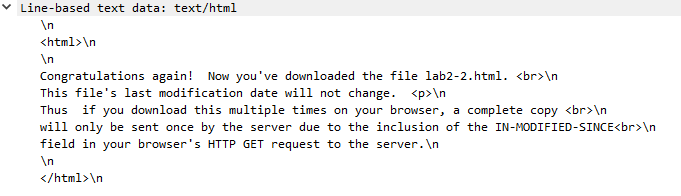 Line-based text data: text/html
\n
<html>\n
\n
Congratulations again!  Now you've downloaded the file lab2-2.html. <br>\n
This file's last modification date will not change.  <p>\n
Thus  if you download this multiple times on your browser, a complete copy <br>\n
will only be sent once by the server due to the inclusion of the IN-MODIFIED-SINCE<br>\n
field in your browser's HTTP GET request to the server.\n
\n
</html>\n